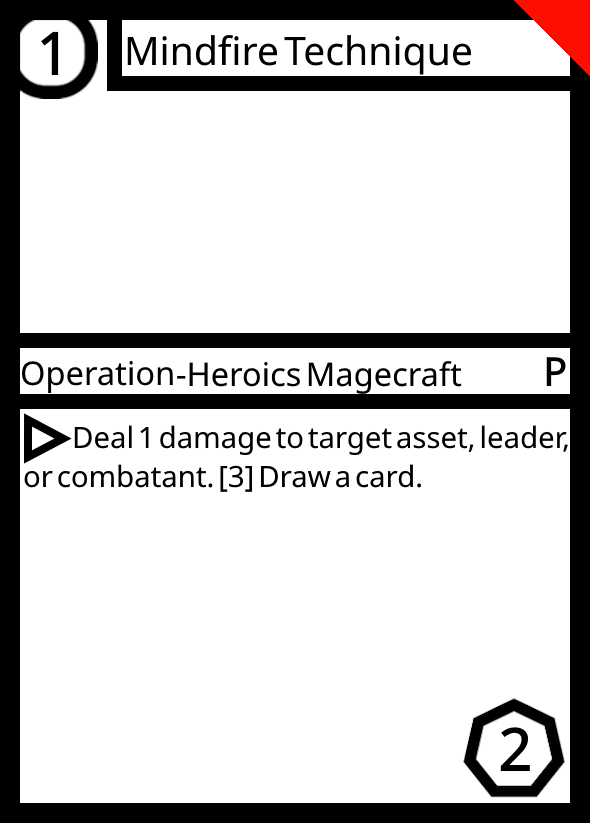 1
Mindfire Technique
Operation-Heroics Magecraft P
Deal 1 damage to target asset, leader,
or combatant. [3] Draw a card.
2